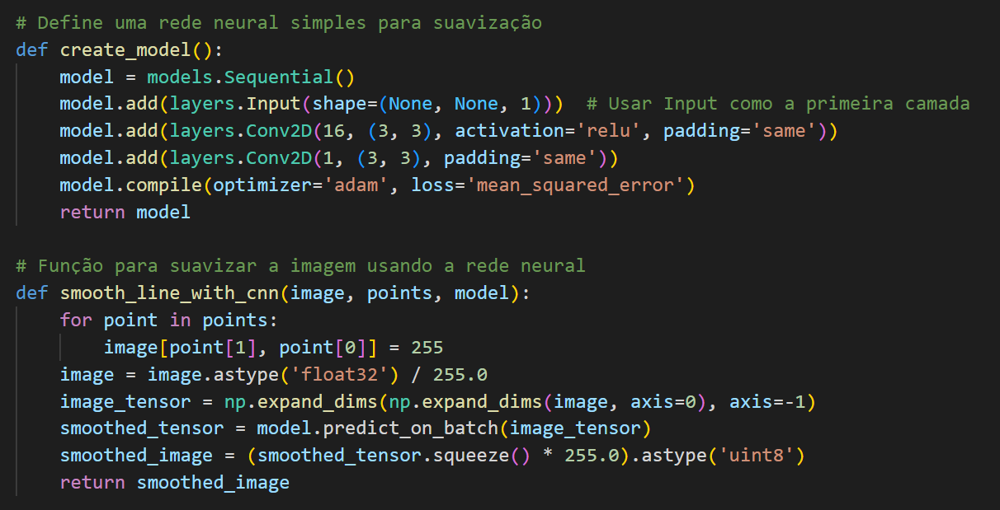 # Define uma rede neural simples para suavização
def create_model():
    model = models.Sequential()
    model.add(layers.Input(shape=(None, None, 1)))  # Usar Input como a primeira camada
    model.add(layers.Conv2D(16, (3, 3), activation='relu', padding='same'))
    model.add(layers.Conv2D(1, (3, 3), padding='same'))
    model.compile(optimizer='adam', loss='mean_squared_error')
    return model

# Função para suavizar a imagem usando a rede neural
def smooth_line_with_cnn(image, points, model):
    for point in points:
        image[point[1], point[0]] = 255
    image = image.astype('float32') / 255.0
    image_tensor = np.expand_dims(np.expand_dims(image, axis=0), axis=-1)
    smoothed_tensor = model.predict_on_batch(image_tensor)
    smoothed_image = (smoothed_tensor.squeeze() * 255.0).astype('uint8')
    return smoothed_image